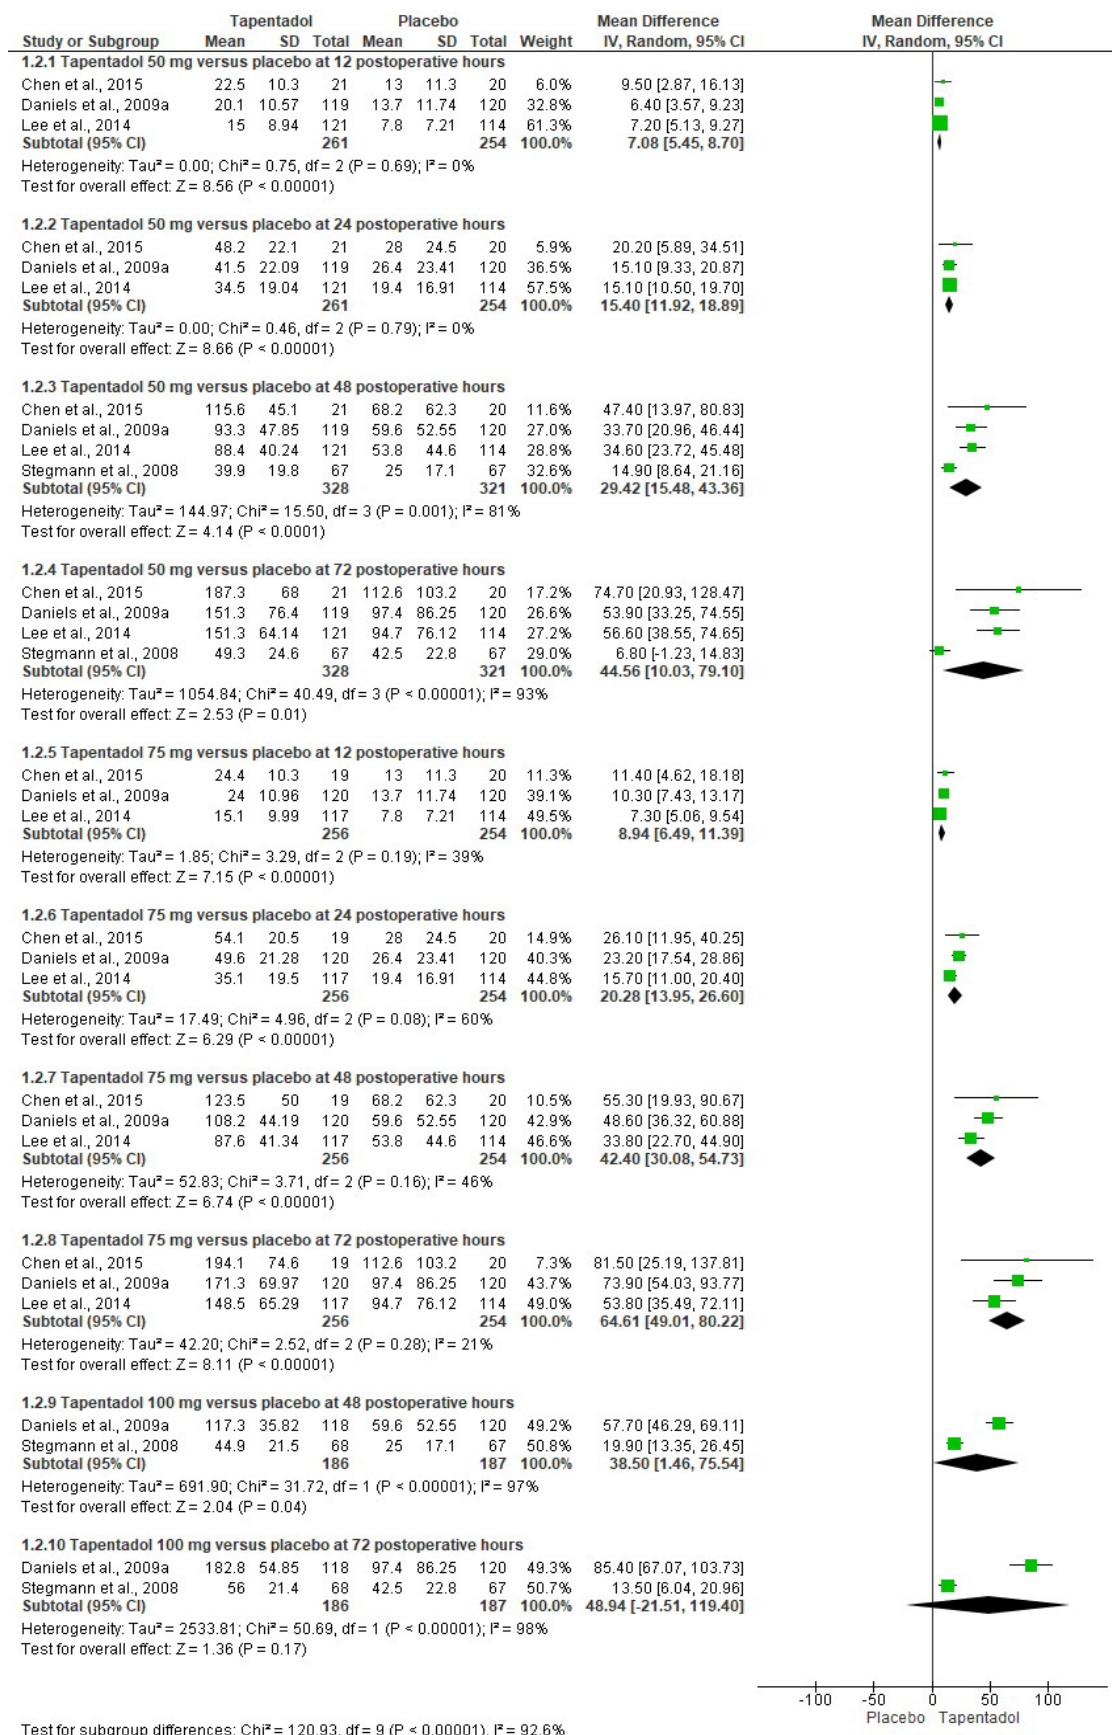 Tapentadol Placebo Mean Difference Mean Difference
Study or Subgroup Mean SD Total Mean SD Total Weight IV, Random, 95% CI IV, Random, 95% CI
1.2.1 Tapentadol 50 mg versus placebo at 12 postoperative hours
Chen et al., 2015 22.5 10.3 21 13 11.3 20 6.0% 9.50 [2.87, 16.13]
Daniels et al., 2009a 20.1 10.57 119 13.7 11.74 120 32.8% 6.40 [3.57, 9.23]
Lee et al., 2014 15 8.94 121 7.8 7.21 114 61.3% 7.20 [5.13, 9.27]
Subtotal (95% CI) 261 254 100.0% 7.08 [5.45, 8.70]
Heterogeneity: Tau² = 0.00; Chi² = 0.75, df = 2 (P = 0.69); I² = 0%
Test for overall effect: Z = 8.56 (P < 0.00001)
1.2.2 Tapentadol 50 mg versus placebo at 24 postoperative hours
Chen et al., 2015 48.2 22.1 21 28 24.5 20 5.9% 20.20 [5.89, 34.51]
Daniels et al., 2009a 41.5 22.09 119 26.4 23.41 120 36.5% 15.10 [9.33, 20.87]
Lee et al., 2014 34.5 19.04 121 19.4 16.91 114 57.5% 15.10 [10.50, 19.70]
Subtotal (95% CI) 261 254 100.0% 15.40 [11.92, 18.89]
Heterogeneity: Tau² = 0.00; Chi² = 0.46, df = 2 (P = 0.79); I² = 0%
Test for overall effect: Z = 8.66 (P < 0.00001)
1.2.3 Tapentadol 50 mg versus placebo at 48 postoperative hours
Chen et al., 2015 115.6 45.1 21 68.2 62.3 20 11.6% 47.40 [13.97, 80.83]
Daniels et al., 2009a 93.3 47.85 119 59.6 52.55 120 27.0% 33.70 [20.96, 46.44]
Lee et al., 2014 88.4 40.24 121 53.8 44.6 114 28.8% 34.60 [23.72, 45.48]
Stegmann et al., 2008 39.9 19.8 67 25 17.1 67 32.6% 14.90 [8.64, 21.16]
Subtotal (95% CI) 328 321 100.0% 29.42 [15.48, 43.36]
Heterogeneity: Tau² = 144.97; Chi² = 15.50, df = 3 (P = 0.001); I² = 81%
Test for overall effect: Z = 4.14 (P < 0.0001)
1.2.4 Tapentadol 50 mg versus placebo at 72 postoperative hours
Chen et al., 2015 187.3 68 21 112.6 103.2 20 17.2% 74.70 [20.93, 128.47]
Daniels et al., 2009a 151.3 76.4 119 97.4 86.25 120 26.6% 53.90 [33.25, 74.55]
Lee et al., 2014 151.3 64.14 121 94.7 76.12 114 27.2% 56.60 [38.55, 74.65]
Stegmann et al., 2008 49.3 24.6 67 42.5 22.8 67 29.0% 6.80 [-1.23, 14.83]
Subtotal (95% CI) 328 321 100.0% 44.56 [10.03, 79.10]
Heterogeneity: Tau² = 1054.84; Chi² = 40.49, df = 3 (P < 0.00001); I² = 93%
Test for overall effect: Z = 2.53 (P = 0.01)
1.2.5 Tapentadol 75 mg versus placebo at 12 postoperative hours
Chen et al., 2015 24.4 10.3 19 13 11.3 20 11.3% 11.40 [4.62, 18.18]
Daniels et al., 2009a 24 10.96 120 13.7 11.74 120 39.1% 10.30 [7.43, 13.17]
Lee et al., 2014 15.1 9.99 117 7.8 7.21 114 49.5% 7.30 [5.06, 9.54]
Subtotal (95% CI) 256 254 100.0% 8.94 [6.49, 11.39]
Heterogeneity: Tau² = 1.85; Chi² = 3.29, df = 2 (P = 0.19); I² = 39%
Test for overall effect: Z = 7.15 (P < 0.00001)
1.2.6 Tapentadol 75 mg versus placebo at 24 postoperative hours
Chen et al., 2015 54.1 20.5 19 28 24.5 20 14.9% 26.10 [11.95, 40.25]
Daniels et al., 2009a 49.6 21.28 120 26.4 23.41 120 40.3% 23.20 [17.54, 28.86]
Lee et al., 2014 35.1 19.5 117 19.4 16.91 114 44.8% 15.70 [11.00, 20.40]
Subtotal (95% CI) 256 254 100.0% 20.28 [13.95, 26.60]
Heterogeneity: Tau² = 17.49; Chi² = 4.96, df = 2 (P = 0.08); I² = 60%
Test for overall effect: Z = 6.29 (P < 0.00001)
1.2.7 Tapentadol 75 mg versus placebo at 48 postoperative hours
Chen et al., 2015 123.5 50 19 68.2 62.3 20 10.5% 55.30 [19.93, 90.67]
Daniels et al., 2009a 108.2 44.19 120 59.6 52.55 120 42.9% 48.60 [36.32, 60.88]
Lee et al., 2014 87.6 41.34 117 53.8 44.6 114 46.6% 33.80 [22.70, 44.90]
Subtotal (95% CI) 256 254 100.0% 42.40 [30.08, 54.73]
Heterogeneity: Tau² = 52.83; Chi² = 3.71, df = 2 (P = 0.16); I² = 46%
Test for overall effect: Z = 6.74 (P < 0.00001)
1.2.8 Tapentadol 75 mg versus placebo at 72 postoperative hours
Chen et al., 2015 194.1 74.6 19 112.6 103.2 20 7.3% 81.50 [25.19, 137.81]
Daniels et al., 2009a 171.3 69.97 120 97.4 86.25 120 43.7% 73.90 [54.03, 93.77]
Lee et al., 2014 148.5 65.29 117 94.7 76.12 114 49.0% 53.80 [35.49, 72.11]
Subtotal (95% CI) 256 254 100.0% 64.61 [49.01, 80.22]
Heterogeneity: Tau² = 42.20; Chi² = 2.52, df = 2 (P = 0.28); I² = 21%
Test for overall effect: Z = 8.11 (P < 0.00001)
1.2.9 Tapentadol 100 mg versus placebo at 48 postoperative hours
Daniels et al., 2009a 117.3 35.82 118 59.6 52.55 120 49.2% 57.70 [46.29, 69.11]
Stegmann et al., 2008 44.9 21.5 68 25 17.1 67 50.8% 19.90 [13.35, 26.45]
Subtotal (95% CI) 186 187 100.0% 38.50 [1.46, 75.54]
Heterogeneity: Tau² = 691.90; Chi² = 31.72, df = 1 (P < 0.00001); I² = 97%
Test for overall effect: Z = 2.04 (P = 0.04)
1.2.10 Tapentadol 100 mg versus placebo at 72 postoperative hours
Daniels et al., 2009a 182.8 54.85 118 97.4 86.25 120 49.3% 85.40 [67.07, 103.73]
Stegmann et al., 2008 56 21.4 68 42.5 22.8 67 50.7% 13.50 [6.04, 20.96]
Subtotal (95% CI) 186 187 100.0% 48.94 [-21.51, 119.40]
Heterogeneity: Tau² = 2533.81; Chi² = 50.69, df = 1 (P < 0.00001); I² = 98%
Test for overall effect: Z = 1.36 (P = 0.17)
-100 -50 0 50 100
Placebo Tapentadol
Test for subgroup differences: Chi² = 120.93, df = 9 (P < 0.00001), I² = 92.6%